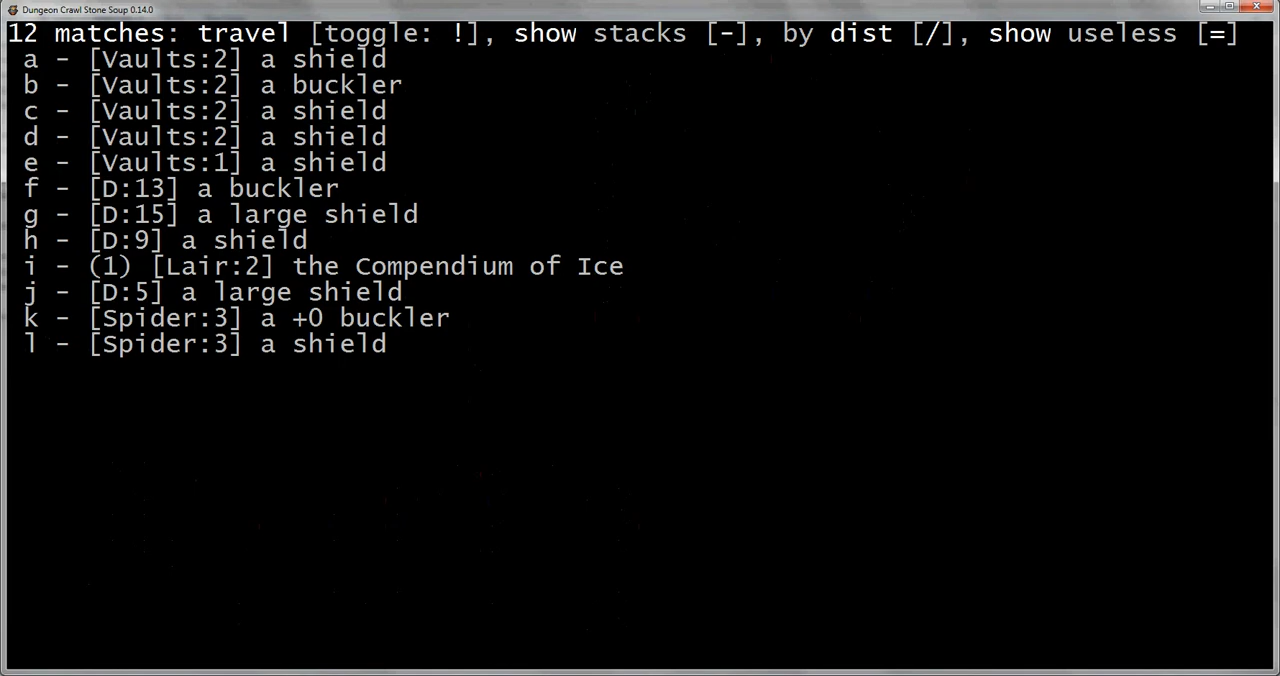 Dungeon Crawl Stone Soup 0.14.0
12 matches: travel [toggle: !], show stacks [-], by dist [/], show useless [=]
a - [Vaults:2] a shield
b - [Vaults:2] a buckler
c - [Vaults:2] a shield
d - [Vaults:2] a shield
e - [Vaults:1] a shield
f - [D:13] a buckler
g - [D:15] a large shield
h - [D:9] a shield
i - (1) [Lair:2] the Compendium of Ice
j - [D:5] a large shield
k - [Spider:3] a +0 buckler
l - [Spider:3] a shield